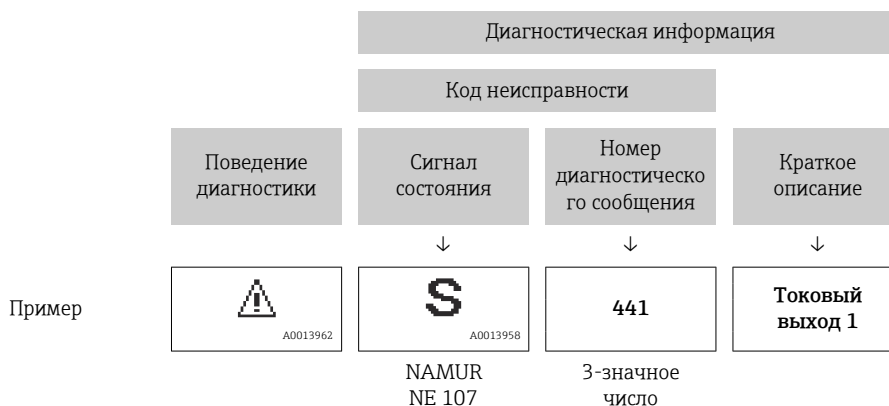 Диагностическая информация
Код неисправности
Поведение
диагностики
Сигнал
состояния
Номер
диагностическо
го сообщения
Краткое
описание
↓ ↓ ↓
Пример
A0013962
S
A0013958
441
Токовый
выход 1
NAMUR
NE 107
3-значное
число